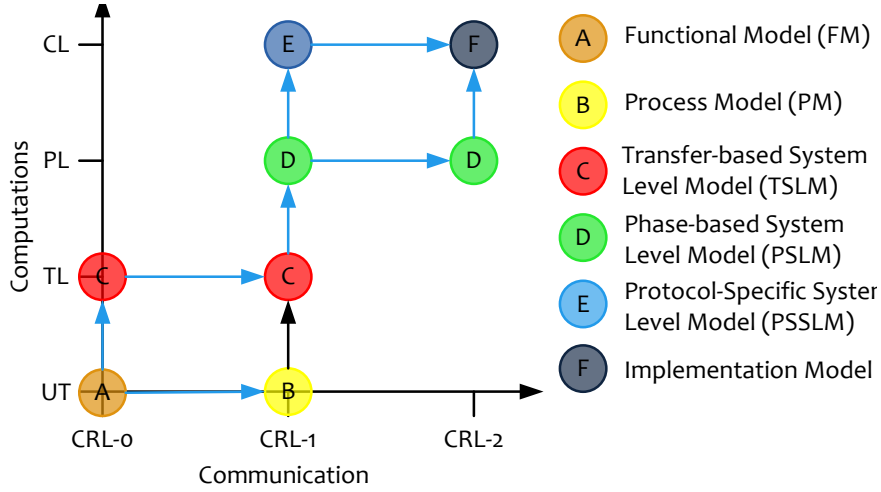 CL
PL
TL
UT
Computations
CRL-0
CRL-1
CRL-2
Communication
E
F
D
D
C
C
A
B
A
Functional Model (FM)
B
Process Model (PM)
C
Transfer-based System
Level Model (TSLM)
D
Phase-based System
Level Model (PSLM)
E
Protocol-Specific System
Level Model (PSSLM)
F
Implementation Model